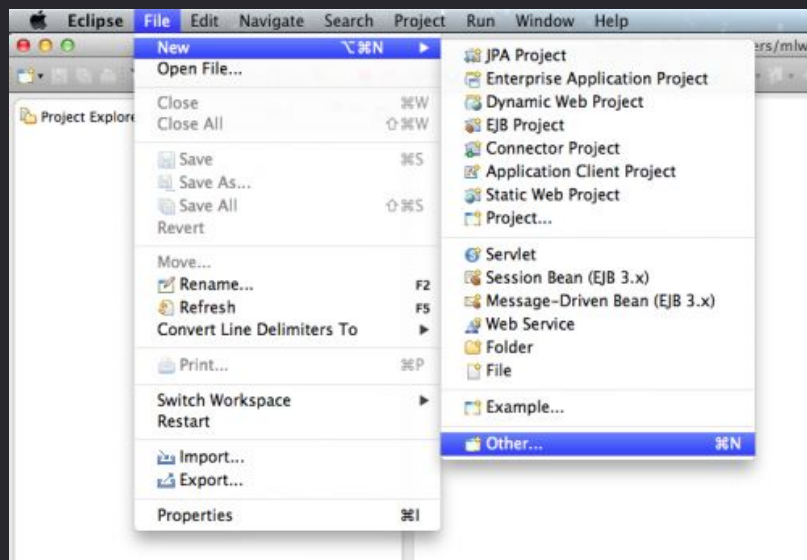 Eclipse File Edit Navigate Search Project Run Window Help
ers/mlw
Project Explore
New ⌥⌘N ▶
Open File...
Close ⌘W
Close All ⇧⌘W
Save ⌘S
Save As...
Save All ⇧⌘S
Revert
Move...
Rename... F2
Refresh F5
Convert Line Delimiters To ▶
Print... ⌘P
Switch Workspace ▶
Restart
Import...
Export...
Properties ⌘I
JPA Project
Enterprise Application Project
Dynamic Web Project
EJB Project
Connector Project
Application Client Project
Static Web Project
Project...
Servlet
Session Bean (EJB 3.x)
Message-Driven Bean (EJB 3.x)
Web Service
Folder
File
Example...
Other... ⌘N